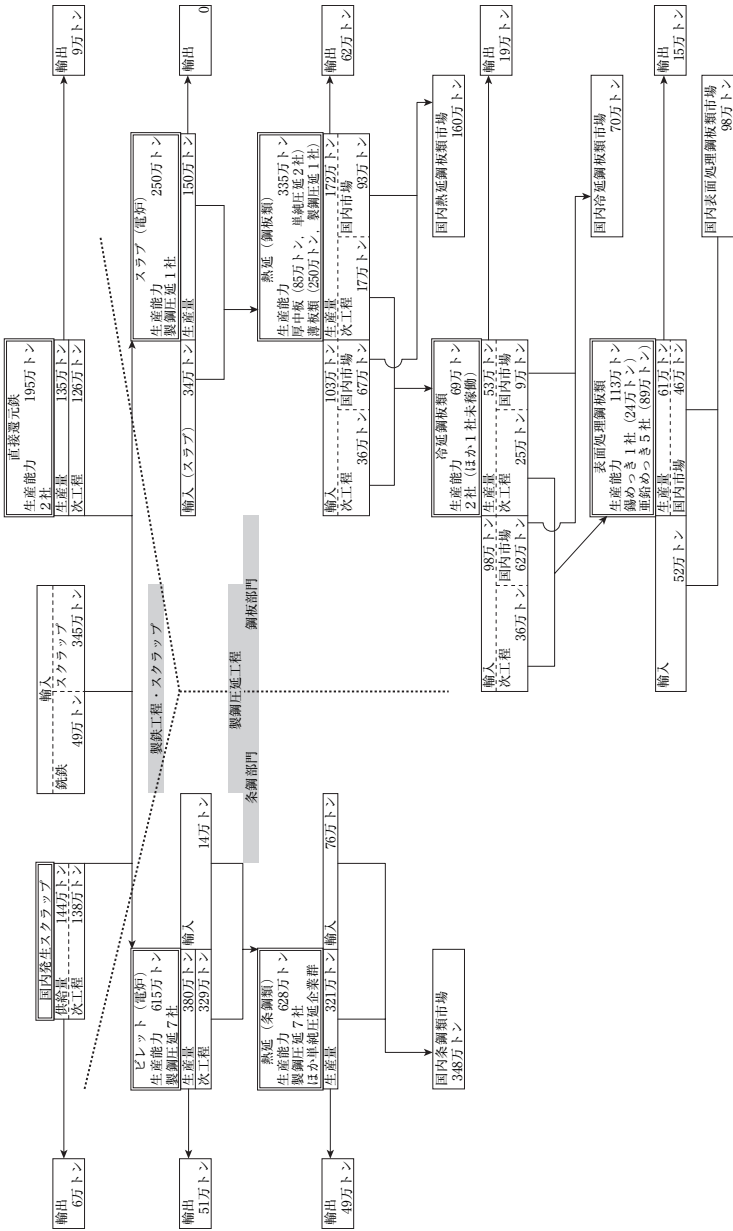 輸出
6万トン
国内発生スクラップ
供給量 144万トン
次工程 138万トン
輸入
銑鉄 スクラップ
49万トン 345万トン
直接還元鉄
生産能力 195万トン
2社
生産量 135万トン
次工程 126万トン
輸出
9万トン
製鉄工程・スクラップ
輸出
51万トン
ビレット（電炉）
生産能力 615万トン
製鋼圧延7社
生産量 380万トン
次工程 329万トン
輸入
14万トン
スラブ（電炉）
生産能力 250万トン
製鋼圧延1社
生産量 150万トン
輸入（スラブ） 34万トン
輸出
0
製鋼圧延工程
条鋼部門 鋼板部門
輸出
49万トン
熱延（条鋼類）
生産能力 628万トン
製鋼圧延7社
ほか単純圧延企業群
生産量 321万トン
輸入
76万トン
熱延（鋼板類）
生産能力 335万トン
厚中板（85万トン，単純圧延2社）
薄板類（250万トン，製鋼圧延1社）
生産量 172万トン
次工程 国内市場
17万トン 93万トン
輸入 103万トン
次工程 国内市場
36万トン 67万トン
輸出
62万トン
国内条鋼類市場
348万トン
国内熱延鋼板類市場
160万トン
冷延鋼板類
生産能力 69万トン
2社（ほか1社未稼働）
生産量 53万トン
次工程 国内市場
25万トン 9万トン
輸入 98万トン
次工程 国内市場
36万トン 62万トン
輸出
19万トン
国内冷延鋼板類市場
70万トン
表面処理鋼板類
生産能力 113万トン
錫めっき1社（24万トン）
亜鉛めっき5社（89万トン）
生産量 61万トン
国内市場 46万トン
輸入 52万トン
輸出
15万トン
国内表面処理鋼板類市場
98万トン